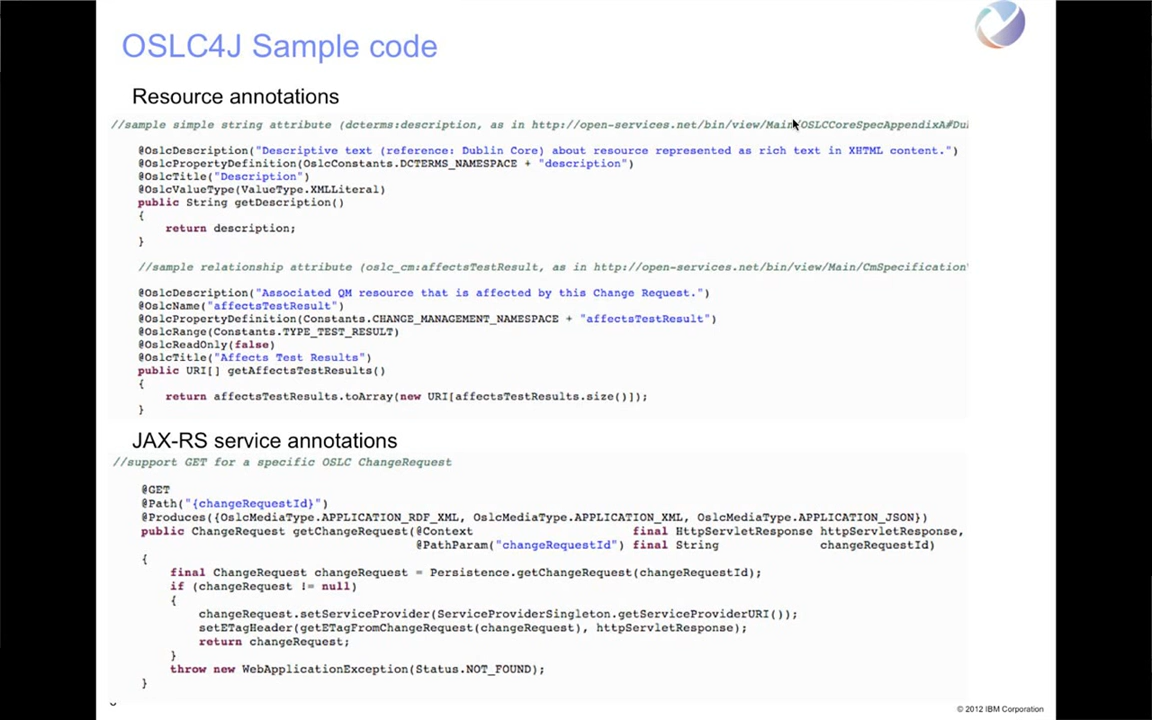 OSLC4J Sample code
Resource annotations
//sample simple string attribute (dcterms:description, as in http://open-services.net/bin/view/Main/OSLCCoreSpecAppendixA#Du
@OslcDescription("Descriptive text (reference: Dublin Core) about resource represented as rich text in XHTML content.")
@OslcPropertyDefinition(OslcConstants.DCTERMS_NAMESPACE + "description")
@OslcTitle("Description")
@OslcValueType(ValueType.XMLLiteral)
public String getDescription()
{
return description;
}
//sample relationship attribute (oslc_cm:affectsTestResult, as in http://open-services.net/bin/view/Main/CmSpecification
@OslcDescription("Associated QM resource that is affected by this Change Request.")
@OslcName("affectsTestResult")
@OslcPropertyDefinition(Constants.CHANGE_MANAGEMENT_NAMESPACE + "affectsTestResult")
@OslcRange(Constants.TYPE_TEST_RESULT)
@OslcReadOnly(false)
@OslcTitle("Affects Test Results")
public URI[] getAffectsTestResults()
{
return affectsTestResults.toArray(new URI[affectsTestResults.size()]);
}
JAX-RS service annotations
//support GET for a specific OSLC ChangeRequest
@GET
@Path("{changeRequestId}")
@Produces({OslcMediaType.APPLICATION_RDF_XML, OslcMediaType.APPLICATION_XML, OslcMediaType.APPLICATION_JSON})
public ChangeRequest getChangeRequest(@Context final HttpServletResponse httpServletResponse,
@PathParam("changeRequestId") final String changeRequestId)
{
final ChangeRequest changeRequest = Persistence.getChangeRequest(changeRequestId);
if (changeRequest != null)
{
changeRequest.setServiceProvider(ServiceProviderSingleton.getServiceProviderURI());
setETagHeader(getETagFromChangeRequest(changeRequest), httpServletResponse);
return changeRequest;
}
throw new WebApplicationException(Status.NOT_FOUND);
}
© 2012 IBM Corporation